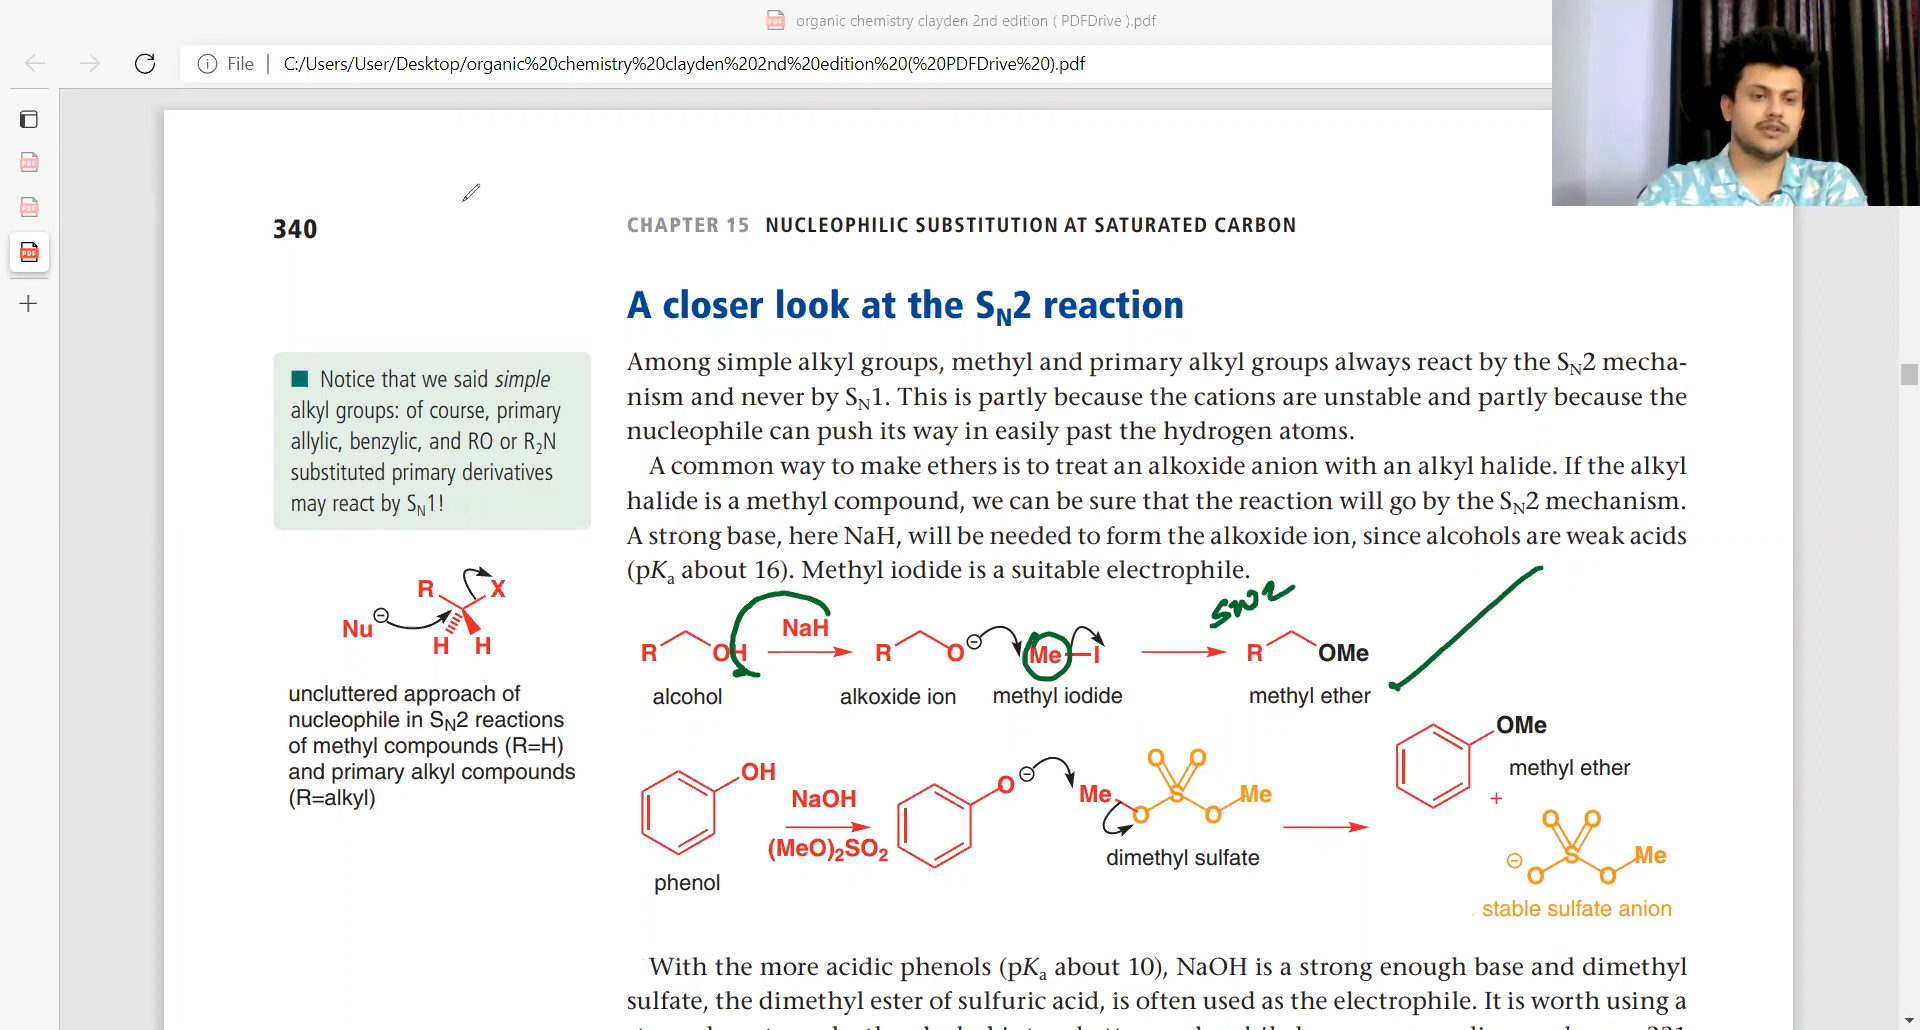 organic chemistry clayden 2nd edition ( PDFDrive ).pdf
File | C:/Users/User/Desktop/organic%20chemistry%20clayden%202nd%20edition%20(%20PDFDrive%20).pdf
340
CHAPTER 15 NUCLEOPHILIC SUBSTITUTION AT SATURATED CARBON
A closer look at the SN2 reaction
Among simple alkyl groups, methyl and primary alkyl groups always react by the SN2 mecha-
nism and never by SN1. This is partly because the cations are unstable and partly because the
nucleophile can push its way in easily past the hydrogen atoms.
A common way to make ethers is to treat an alkoxide anion with an alkyl halide. If the alkyl
halide is a methyl compound, we can be sure that the reaction will go by the SN2 mechanism.
A strong base, here NaH, will be needed to form the alkoxide ion, since alcohols are weak acids
(pKa about 16). Methyl iodide is a suitable electrophile.
Notice that we said simple
alkyl groups: of course, primary
allylic, benzylic, and RO or R2N
substituted primary derivatives
may react by SN1!
R X
Nu ⊖
H H
uncluttered approach of
nucleophile in SN2 reactions
of methyl compounds (R=H)
and primary alkyl compounds
(R=alkyl)
SN2
R OH NaH R O ⊖ Me I R OMe
alcohol alkoxide ion methyl iodide methyl ether
OH NaOH (MeO)2SO2 O ⊖ Me O S O O O Me OMe
phenol dimethyl sulfate methyl ether
+
⊖ O S O O O Me
stable sulfate anion
With the more acidic phenols (pKa about 10), NaOH is a strong enough base and dimethyl
sulfate, the dimethyl ester of sulfuric acid, is often used as the electrophile. It is worth using a